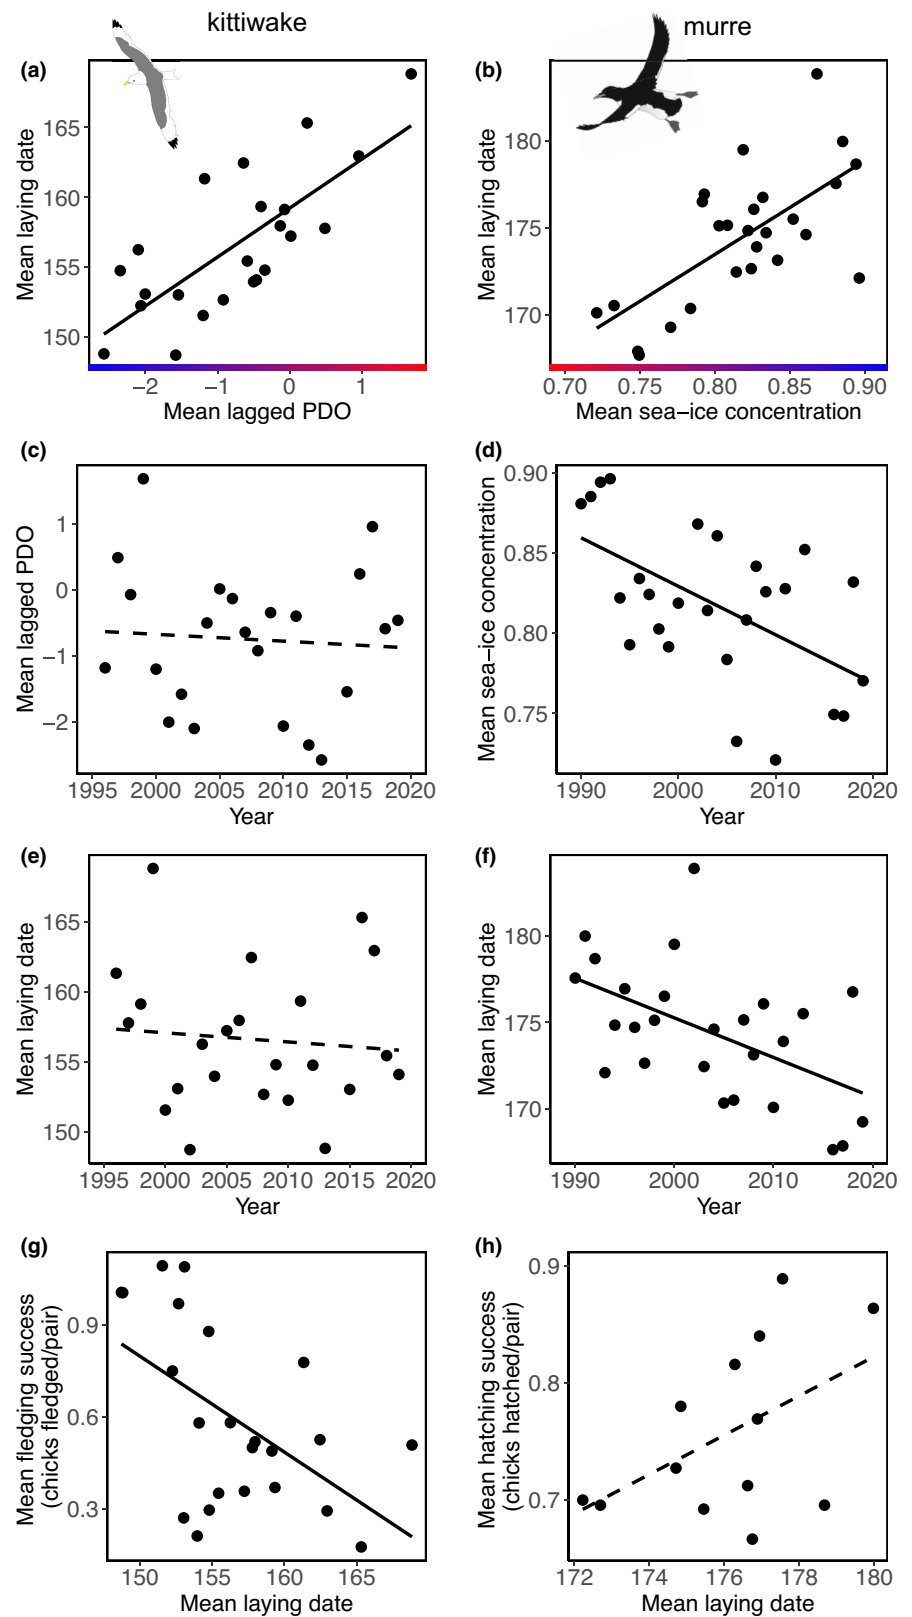 kittiwake
murre
(a)
Mean laying date
165
160
155
150
−2 −1 0 1
Mean lagged PDO
(b)
Mean laying date
180
175
170
0.70 0.75 0.80 0.85 0.90
Mean sea−ice concentration
(c)
Mean lagged PDO
1
0
−1
−2
1995 2000 2005 2010 2015 2020
Year
(d)
Mean sea−ice concentration
0.90
0.85
0.80
0.75
1990 2000 2010 2020
Year
(e)
Mean laying date
165
160
155
150
1995 2000 2005 2010 2015 2020
Year
(f)
Mean laying date
180
175
170
1990 2000 2010 2020
Year
(g)
Mean fledging success
(chicks fledged/pair)
0.9
0.6
0.3
150 155 160 165
Mean laying date
(h)
Mean hatching success
(chicks hatched/pair)
0.9
0.8
0.7
172 174 176 178 180
Mean laying date